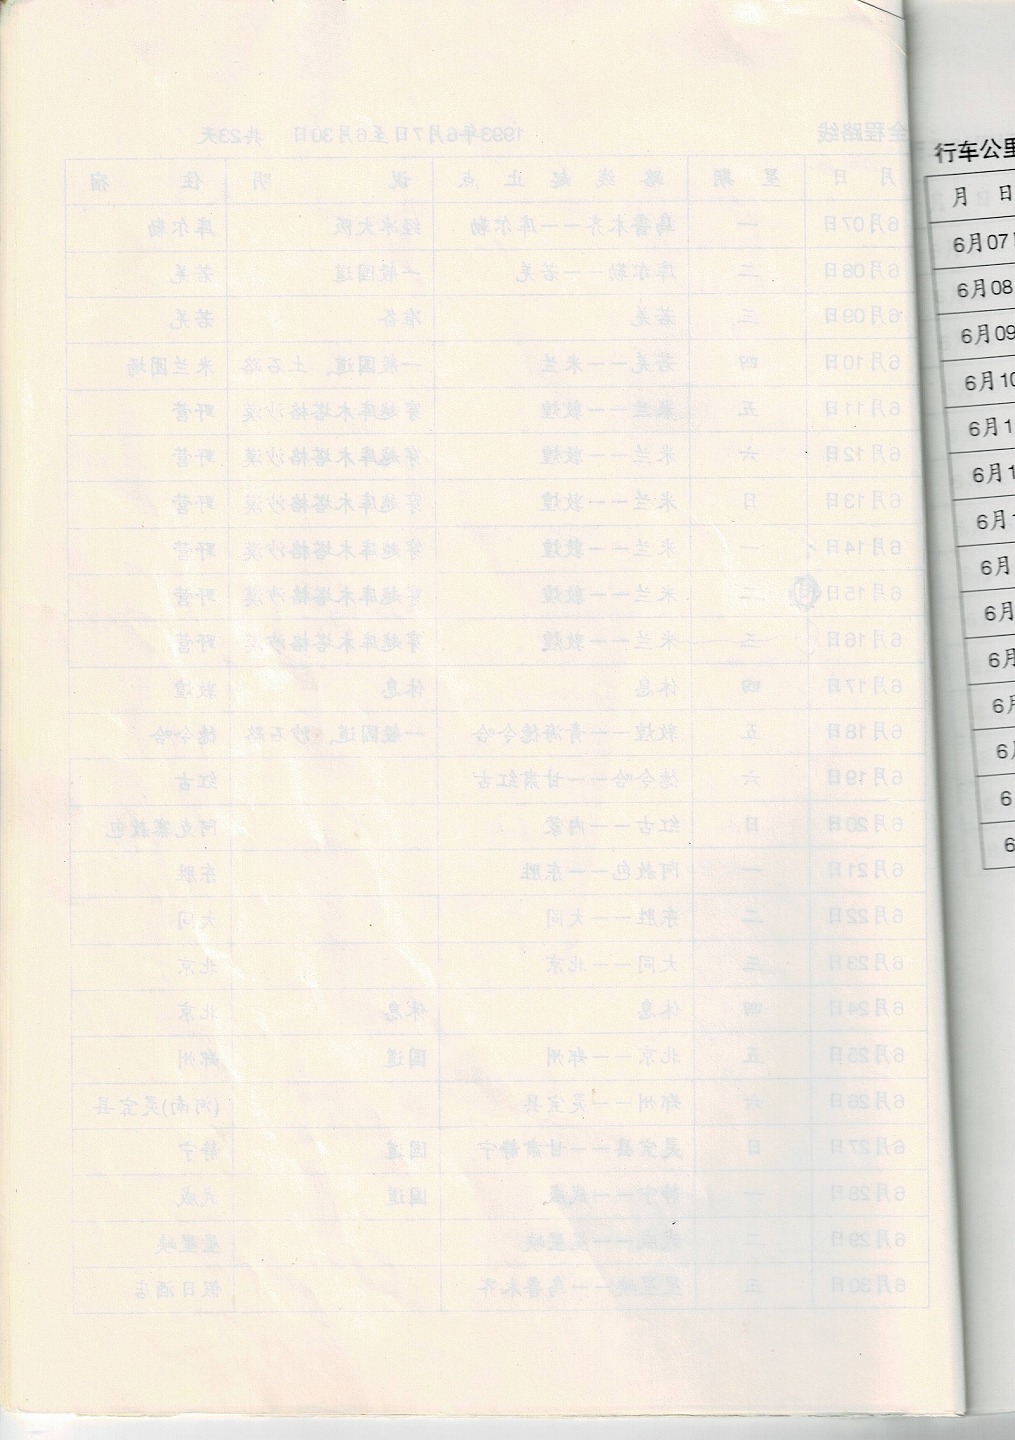 全程路线 1993年6月7日至6月30日 共23天
月 日 星 期 路 线 起 止 点 说 明 住 宿
6月07日 一 乌鲁木齐——库尔勒 经冰大阪 库尔勒
6月08日 二 库尔勒——若羌 一般国道 若羌
6月09日 三 若羌 准备 若羌
6月10日 四 若羌——米兰 一般国道、土石路 米兰团场
6月11日 五 米兰——敦煌 穿越库木塔格沙漠 野营
6月12日 六 米兰——敦煌 穿越库木塔格沙漠 野营
6月13日 日 米兰——敦煌 穿越库木塔格沙漠 野营
6月14日 一 米兰——敦煌 穿越库木塔格沙漠 野营
6月15日 二 米兰——敦煌 穿越库木塔格沙漠 野营
6月16日 三 米兰——敦煌 穿越库木塔格沙漠 野营
6月17日 四 休息 休息 敦煌
6月18日 五 敦煌——青海德令哈 一般国道、砂石路 德令哈
6月19日 六 德令哈——甘肃红古 红古
6月20日 日 红古——内蒙 阿克塞敖包
6月21日 一 阿敖包——东胜 东胜
6月22日 二 东胜——大同 大同
6月23日 三 大同——北京 北京
6月24日 四 休息 休息 北京
6月25日 五 北京——郑州 国道 郑州
6月26日 六 郑州——灵宝县 (河南)灵宝县
6月27日 日 灵宝县——甘肃静宁 国道 静宁
6月28日 一 静宁——武威 国道 武威
6月29日 二 武威——星星峡 星星峡
6月30日 三 星星峡——乌鲁木齐 假日酒店
行车公里
月 日
6月07
6月08
6月09
6月10
6月1
6月1
6月1
6月
6月
6月
6月
6月
6
6